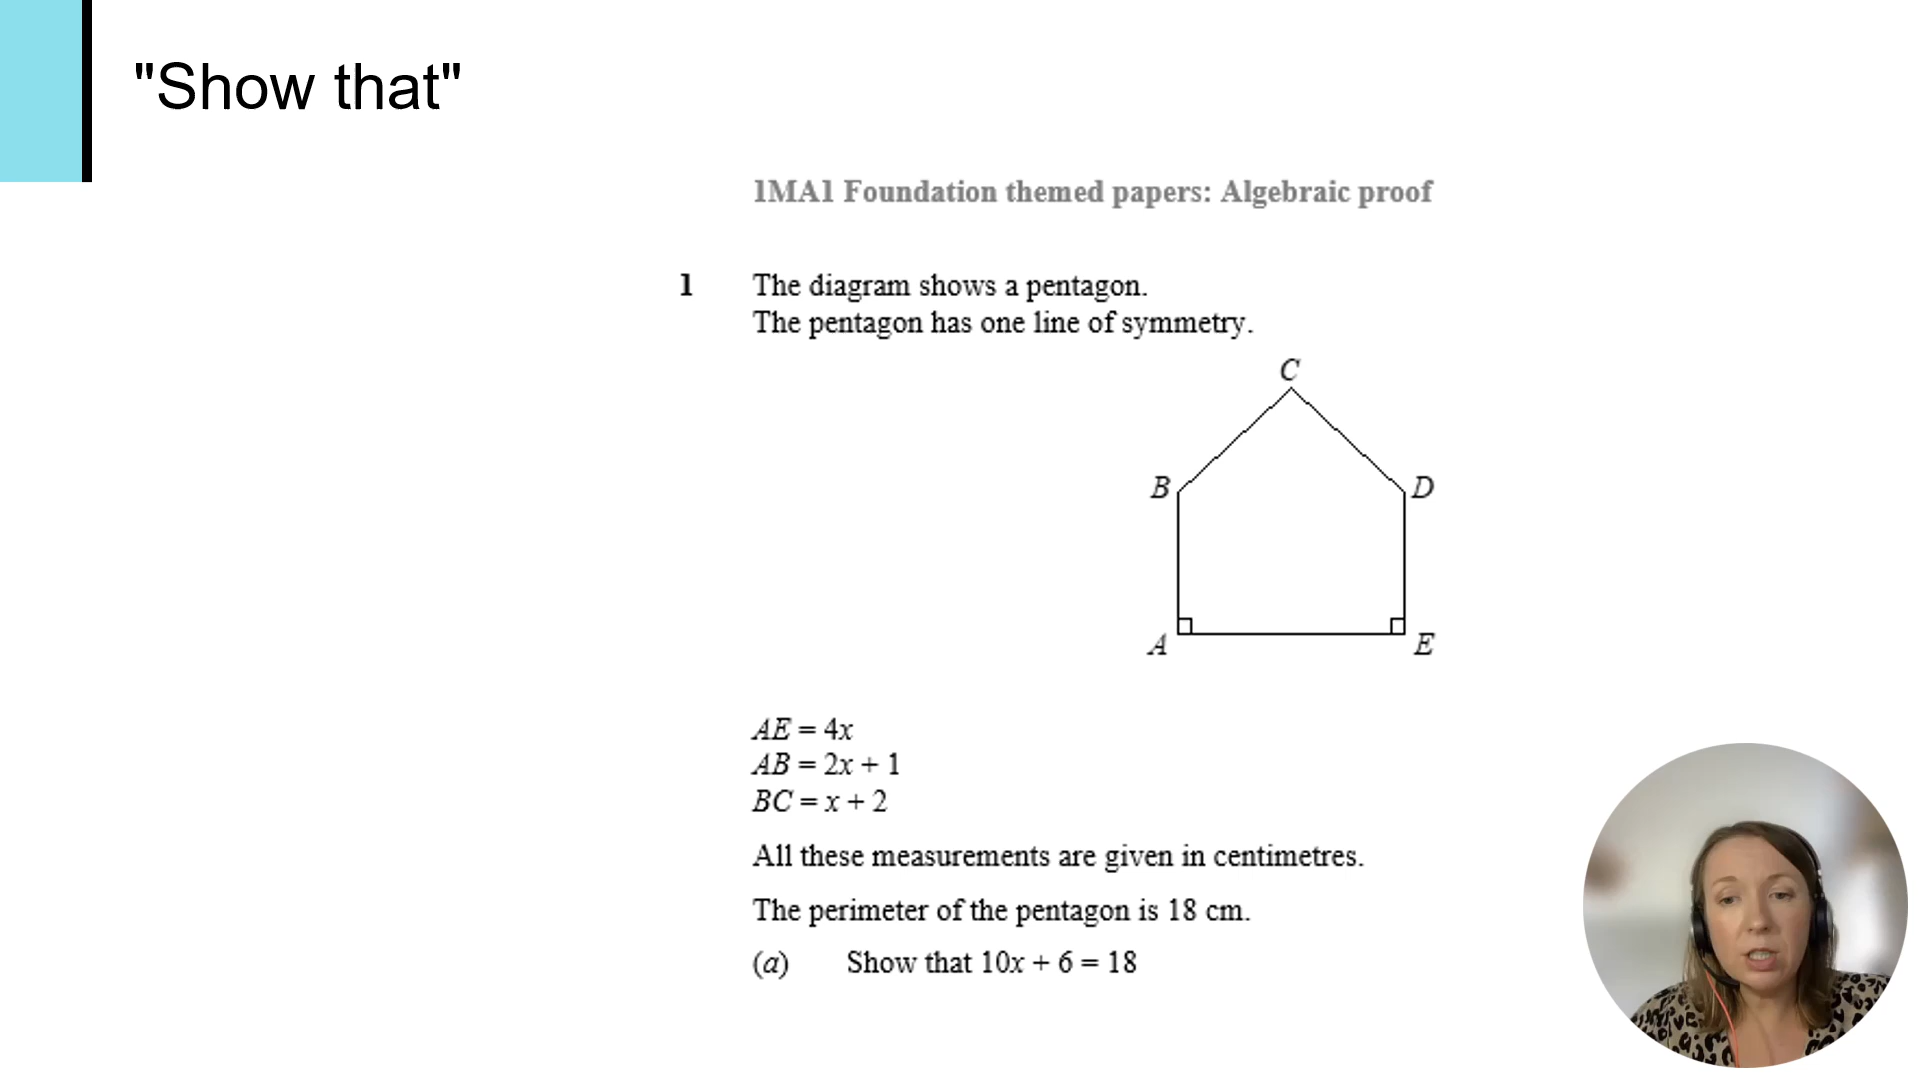 "Show that"
1MA1 Foundation themed papers: Algebraic proof
1 The diagram shows a pentagon.
The pentagon has one line of symmetry.
C
B D
A E
AE = 4x
AB = 2x + 1
BC = x + 2
All these measurements are given in centimetres.
The perimeter of the pentagon is 18 cm.
(a) Show that 10x + 6 = 18